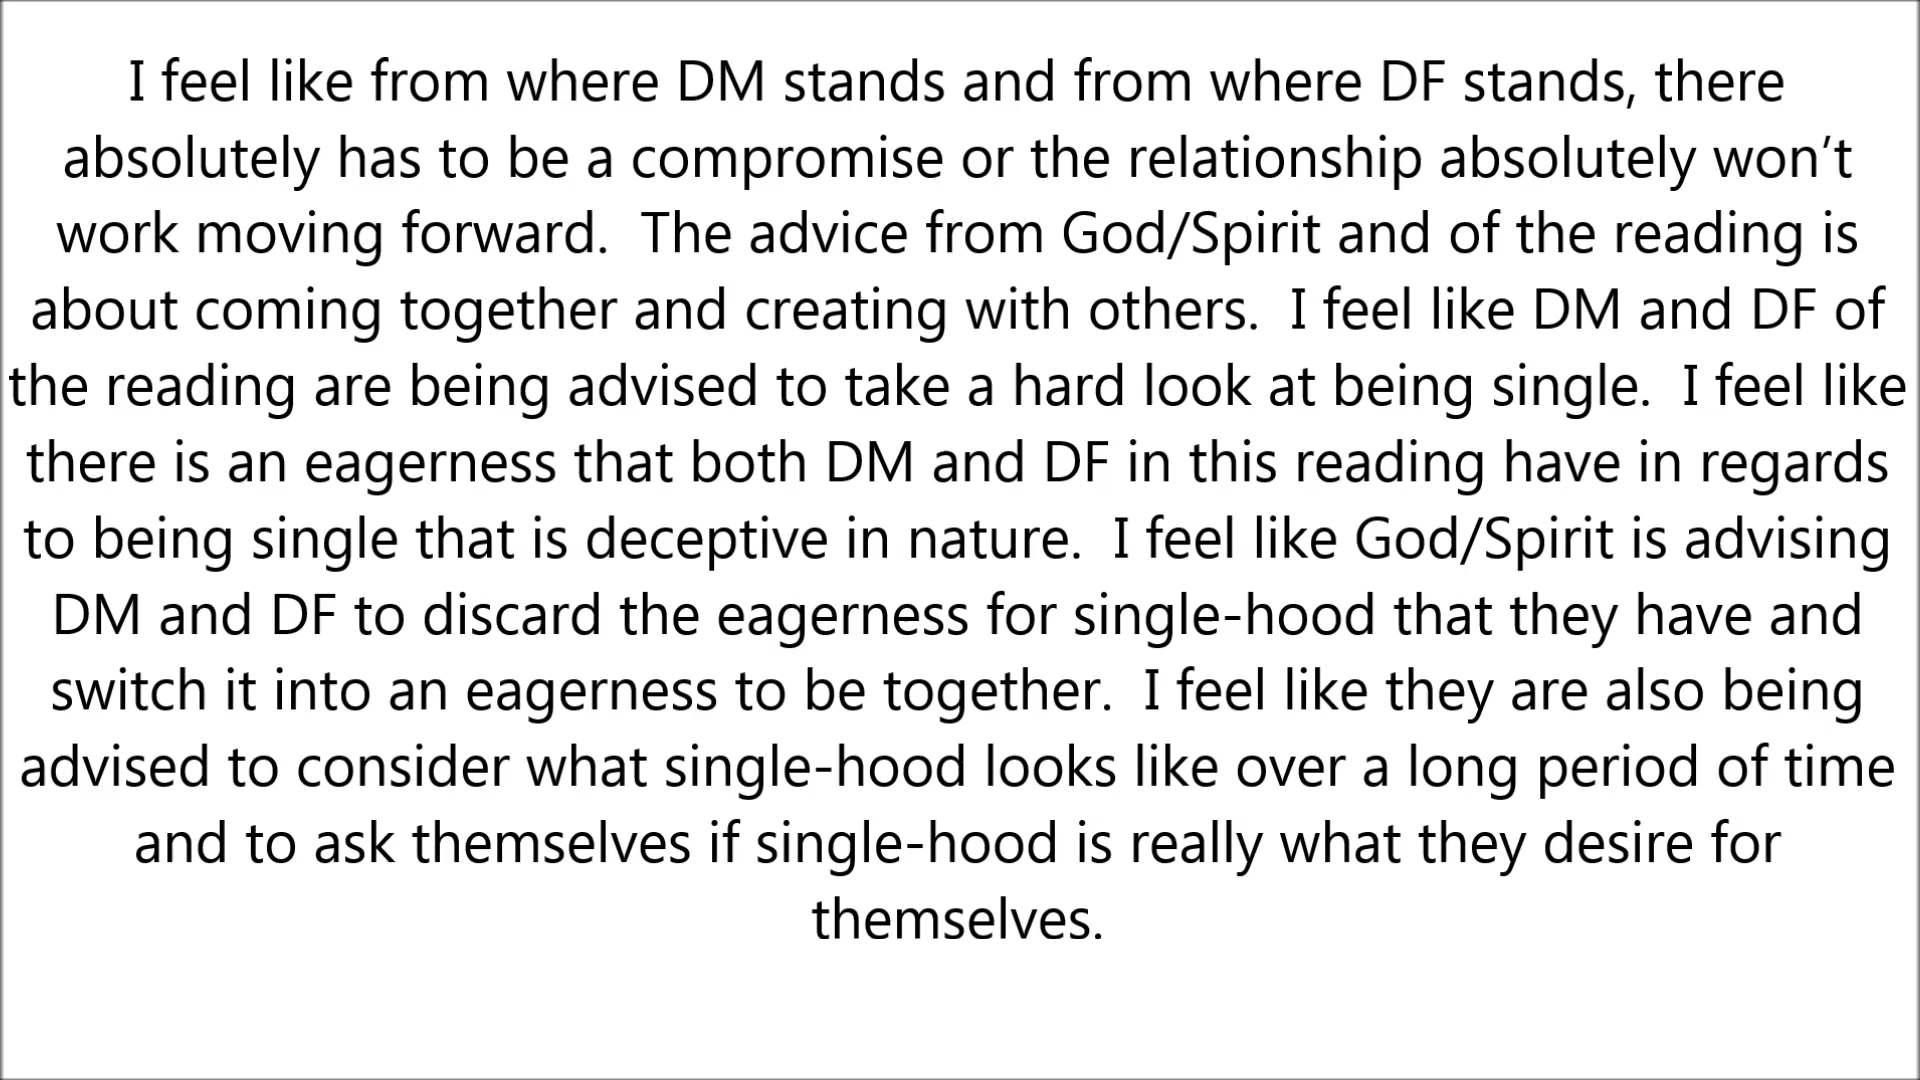 I feel like from where DM stands and from where DF stands, there
absolutely has to be a compromise or the relationship absolutely won’t
work moving forward.  The advice from God/Spirit and of the reading is
about coming together and creating with others.  I feel like DM and DF of
the reading are being advised to take a hard look at being single.  I feel like
there is an eagerness that both DM and DF in this reading have in regards
to being single that is deceptive in nature.  I feel like God/Spirit is advising
DM and DF to discard the eagerness for single-hood that they have and
switch it into an eagerness to be together.  I feel like they are also being
advised to consider what single-hood looks like over a long period of time
and to ask themselves if single-hood is really what they desire for
themselves.